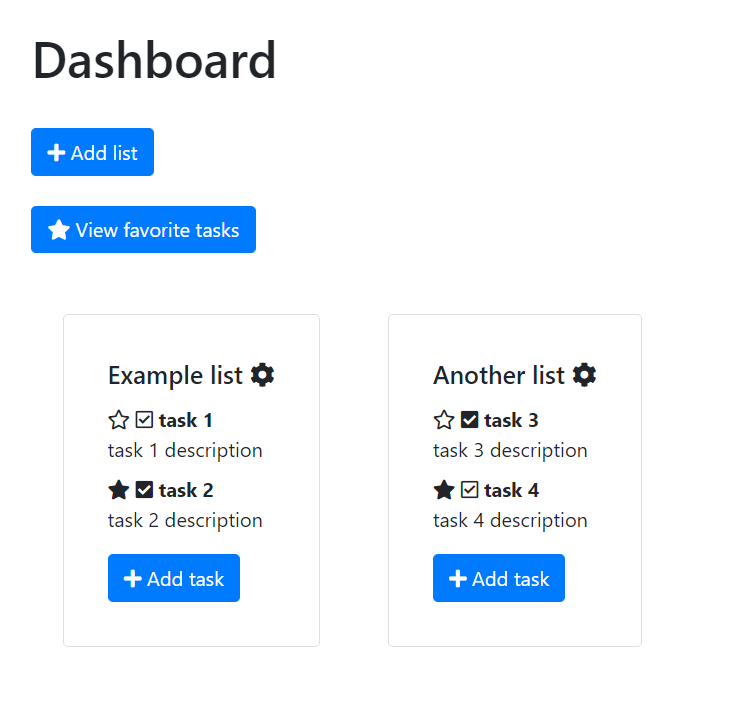 Dashboard
Add list
View favorite tasks
Example list
task 1
task 1 description
task 2
task 2 description
Add task
Another list
task 3
task 3 description
task 4
task 4 description
Add task